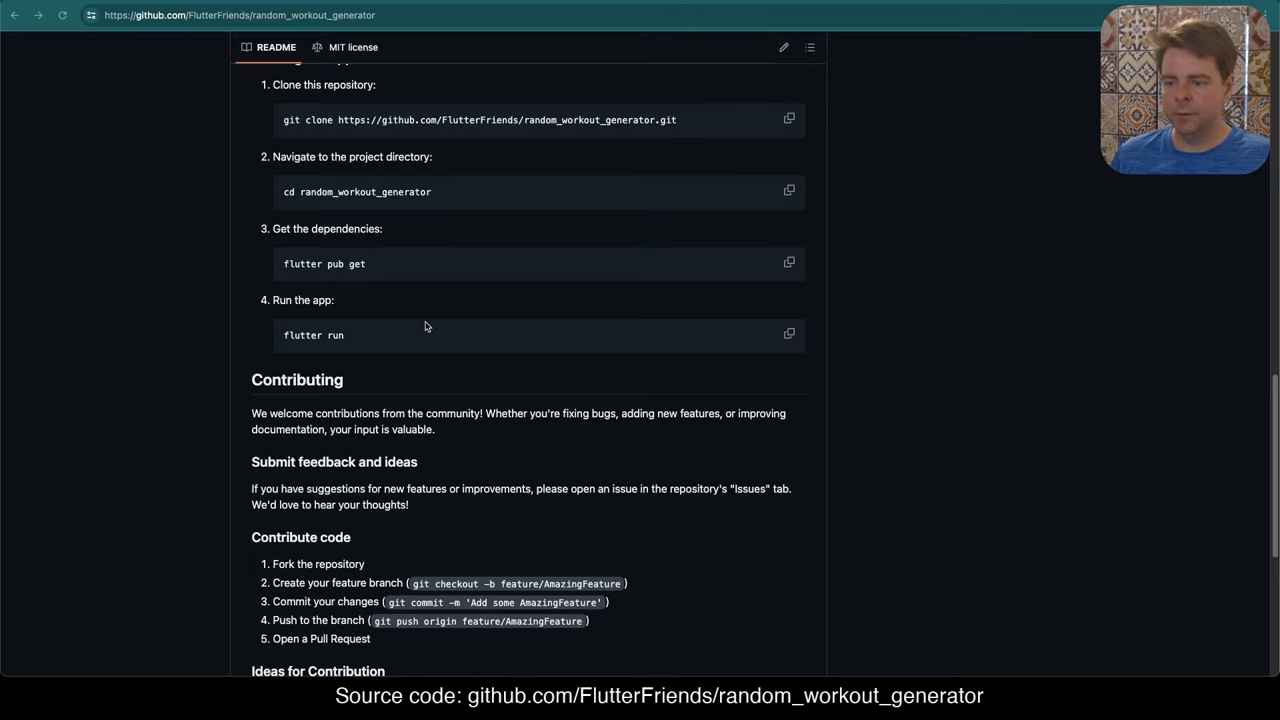 https://github.com/FlutterFriends/random_workout_generator
README
MIT license
1. Clone this repository:
git clone https://github.com/FlutterFriends/random_workout_generator.git
2. Navigate to the project directory:
cd random_workout_generator
3. Get the dependencies:
flutter pub get
4. Run the app:
flutter run
Contributing
We welcome contributions from the community! Whether you're fixing bugs, adding new features, or improving
documentation, your input is valuable.
Submit feedback and ideas
If you have suggestions for new features or improvements, please open an issue in the repository's "Issues" tab.
We'd love to hear your thoughts!
Contribute code
1. Fork the repository
2. Create your feature branch ( git checkout -b feature/AmazingFeature )
3. Commit your changes ( git commit -m 'Add some AmazingFeature' )
4. Push to the branch ( git push origin feature/AmazingFeature )
5. Open a Pull Request
Ideas for Contribution
Source code: github.com/FlutterFriends/random_workout_generator